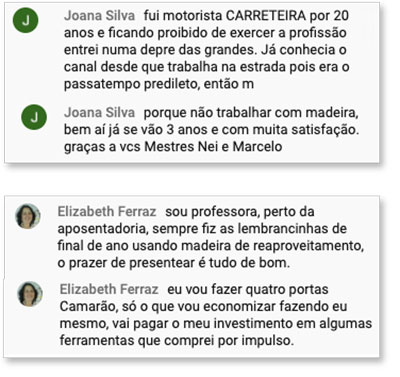 J Joana Silva fui motorista CARRETEIRA por 20
anos e ficando proibido de exercer a profissão
entrei numa depre das grandes. Já conhecia o
canal desde que trabalha na estrada pois era o
passatempo predileto, então m
J Joana Silva porque não trabalhar com madeira,
bem aí já se vão 3 anos e com muita satisfação.
graças a vcs Mestres Nei e Marcelo
Elizabeth Ferraz sou professora, perto da
aposentadoria, sempre fiz as lembrancinhas de
final de ano usando madeira de reaproveitamento,
o prazer de presentear é tudo de bom.
Elizabeth Ferraz eu vou fazer quatro portas
Camarão, só o que vou economizar fazendo eu
mesmo, vai pagar o meu investimento em algumas
ferramentas que comprei por impulso.